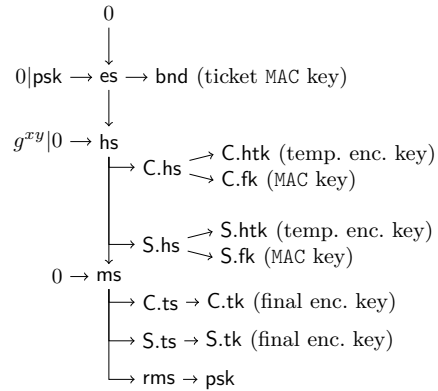 0
0|psk → es → bnd (ticket MAC key)
g^{xy}|0 → hs
C.hs
C.htk (temp. enc. key)
C.fk (MAC key)
S.hs
S.htk (temp. enc. key)
S.fk (MAC key)
0 → ms
C.ts → C.tk (final enc. key)
S.ts → S.tk (final enc. key)
rms → psk